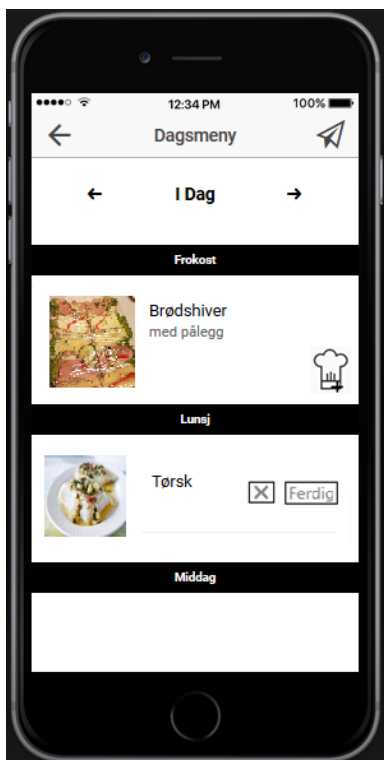 12:34 PM
100%
Dagsmeny
I Dag
Frokost
Brødshiver
med pålegg
Lunsj
Tørsk
Ferdig
Middag